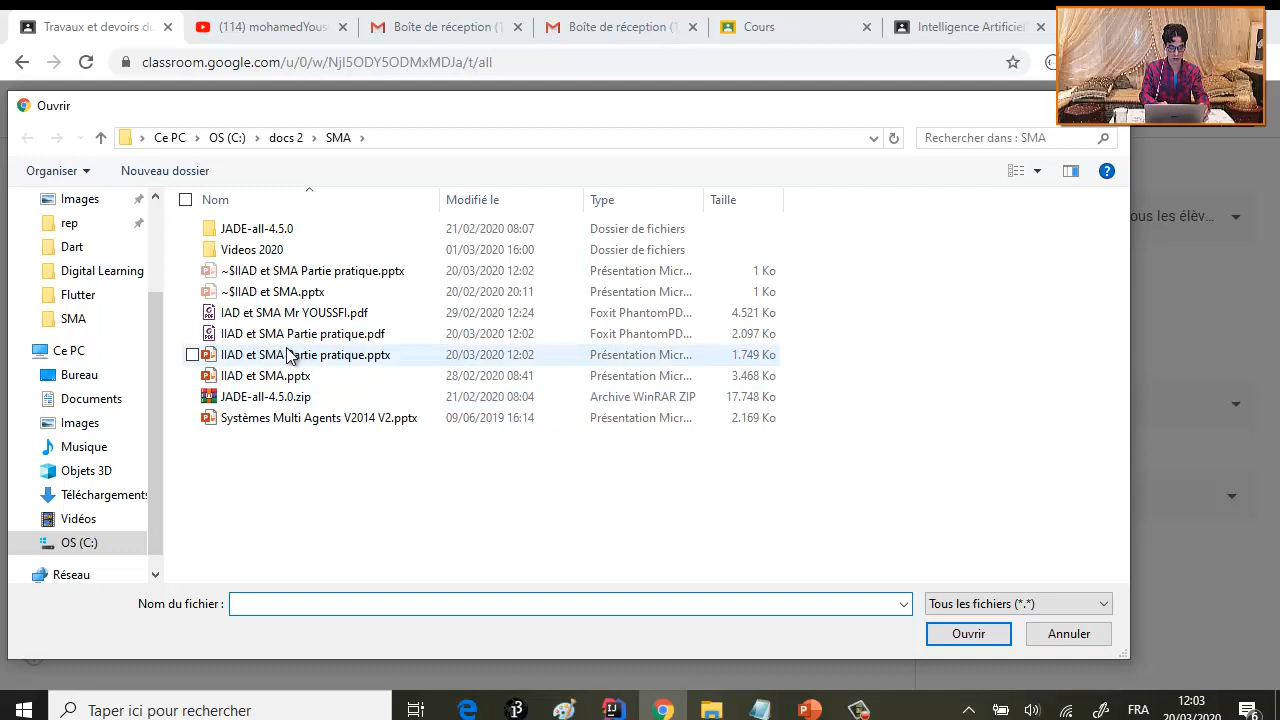 Travaux et devoirs d
(114) mohamedYous
Boîte de réception (1
Boîte de réception (1
Cours
Intelligence Artificiel
classroom.google.com/u/0/w/NjI5ODY5ODMxMDJa/t/all
Ouvrir
Ce PC > OS (C:) > docs 2 > SMA >
Rechercher dans : SMA
Organiser
Nouveau dossier
Nom Modifié le Type Taille
JADE-all-4.5.0 21/02/2020 08:07 Dossier de fichiers
Videos 2020 01/03/2020 16:00 Dossier de fichiers
~$IIAD et SMA Partie pratique.pptx 20/03/2020 12:02 Présentation Micr... 1 Ko
~$IIAD et SMA.pptx 20/02/2020 20:11 Présentation Micr... 1 Ko
IAD et SMA Mr YOUSSFI.pdf 29/02/2020 12:24 Foxit PhantomPD... 4.521 Ko
IIAD et SMA Partie pratique.pdf 20/03/2020 12:02 Foxit PhantomPD... 2.097 Ko
IIAD et SMA Partie pratique.pptx 20/03/2020 12:02 Présentation Micr... 1.749 Ko
IIAD et SMA.pptx 28/02/2020 08:41 Présentation Micr... 3.468 Ko
JADE-all-4.5.0.zip 21/02/2020 08:04 Archive WinRAR ZIP 17.748 Ko
Systèmes Multi Agents V2014 V2.pptx 09/06/2019 16:14 Présentation Micr... 2.169 Ko
Images
rep
Dart
Digital Learning
Flutter
SMA
Ce PC
Bureau
Documents
Images
Musique
Objets 3D
Téléchargements
Vidéos
OS (C:)
Réseau
ous les élèv...
Nom du fichier :
Tous les fichiers (*.*)
Ouvrir
Annuler
Taper ici pour rechercher
FRA
12:03
20/03/2020
6